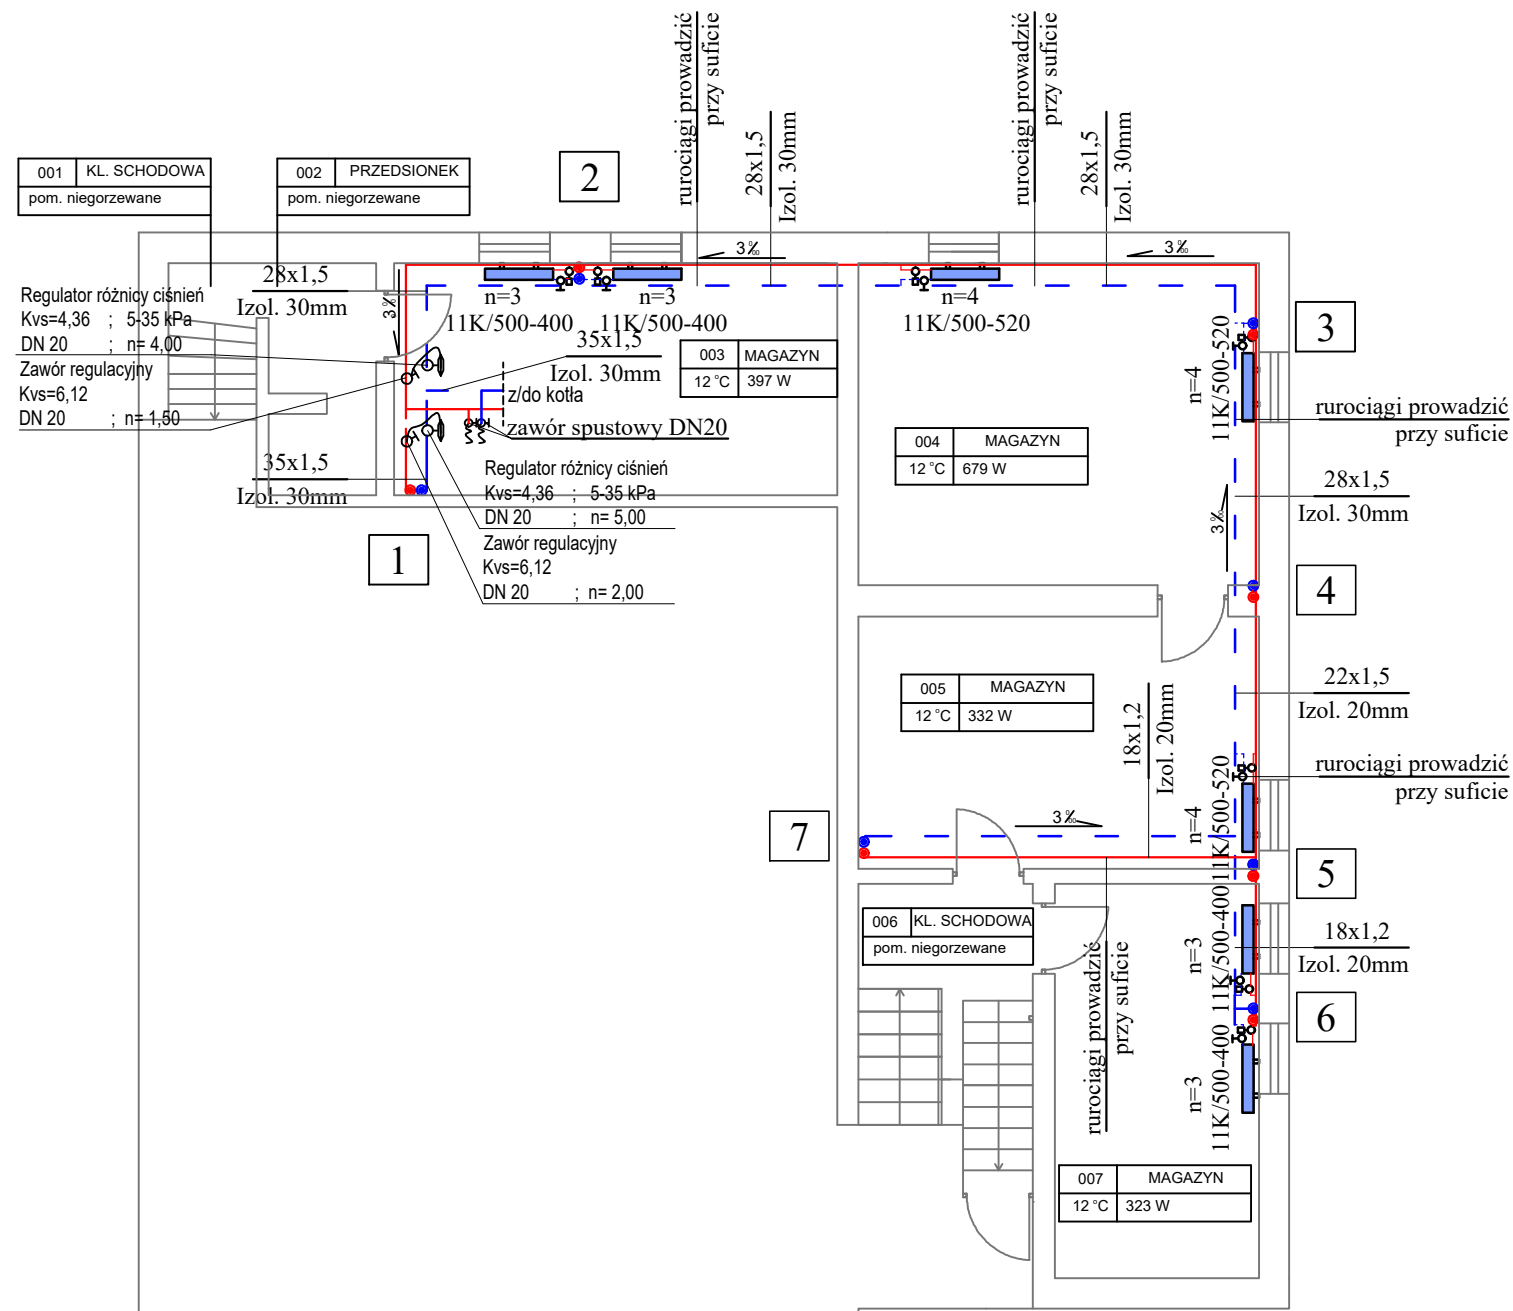 rurociągi prowadzić
przy suficie
28x1,5
Izol. 30mm
rurociągi prowadzić
przy suficie
28x1,5
Izol. 30mm
001 KL. SCHODOWA
pom. niegorzewane
002 PRZEDSIONEK
pom. niegorzewane
2
3‰
3‰
28x1,5
Izol. 30mm
3‰
Regulator różnicy ciśnień
Kvs=4,36 ; 5-35 kPa
DN 20 ; n= 4,00
Zawór regulacyjny
Kvs=6,12
DN 20 ; n= 1,50
n=3
11K/500-400
n=3
11K/500-400
n=4
11K/500-520
35x1,5
Izol. 30mm
003 MAGAZYN
12 °C 397 W
z/do kotła
zawór spustowy DN20
3
n=4
11K/500-520
rurociągi prowadzić
przy suficie
004 MAGAZYN
12 °C 679 W
35x1,5
Izol. 30mm
Regulator różnicy ciśnień
Kvs=4,36 ; 5-35 kPa
DN 20 ; n= 5,00
Zawór regulacyjny
Kvs=6,12
DN 20 ; n= 2,00
1
28x1,5
Izol. 30mm
3‰
4
005 MAGAZYN
12 °C 332 W
18x1,2
Izol. 20mm
22x1,5
Izol. 20mm
rurociągi prowadzić
przy suficie
n=4
11K/500-520
3‰
7
5
006 KL. SCHODOWA
pom. niegorzewane
rurociągi prowadzić
przy suficie
n=3
11K/500-400
18x1,2
Izol. 20mm
6
n=3
11K/500-400
007 MAGAZYN
12 °C 323 W